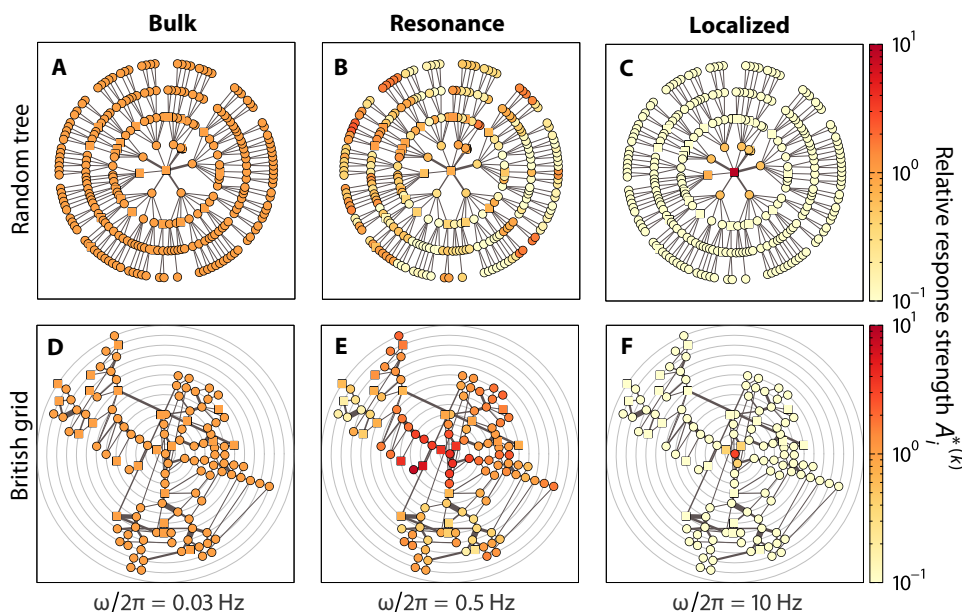 Bulk
Resonance
Localized
Random tree
A
B
C
10¹
10⁰
10⁻¹
British grid
D
E
F
10¹
10⁰
10⁻¹
Relative response strength Aᵢ*⁽ᵏ⁾
ω/2π = 0.03 Hz
ω/2π = 0.5 Hz
ω/2π = 10 Hz